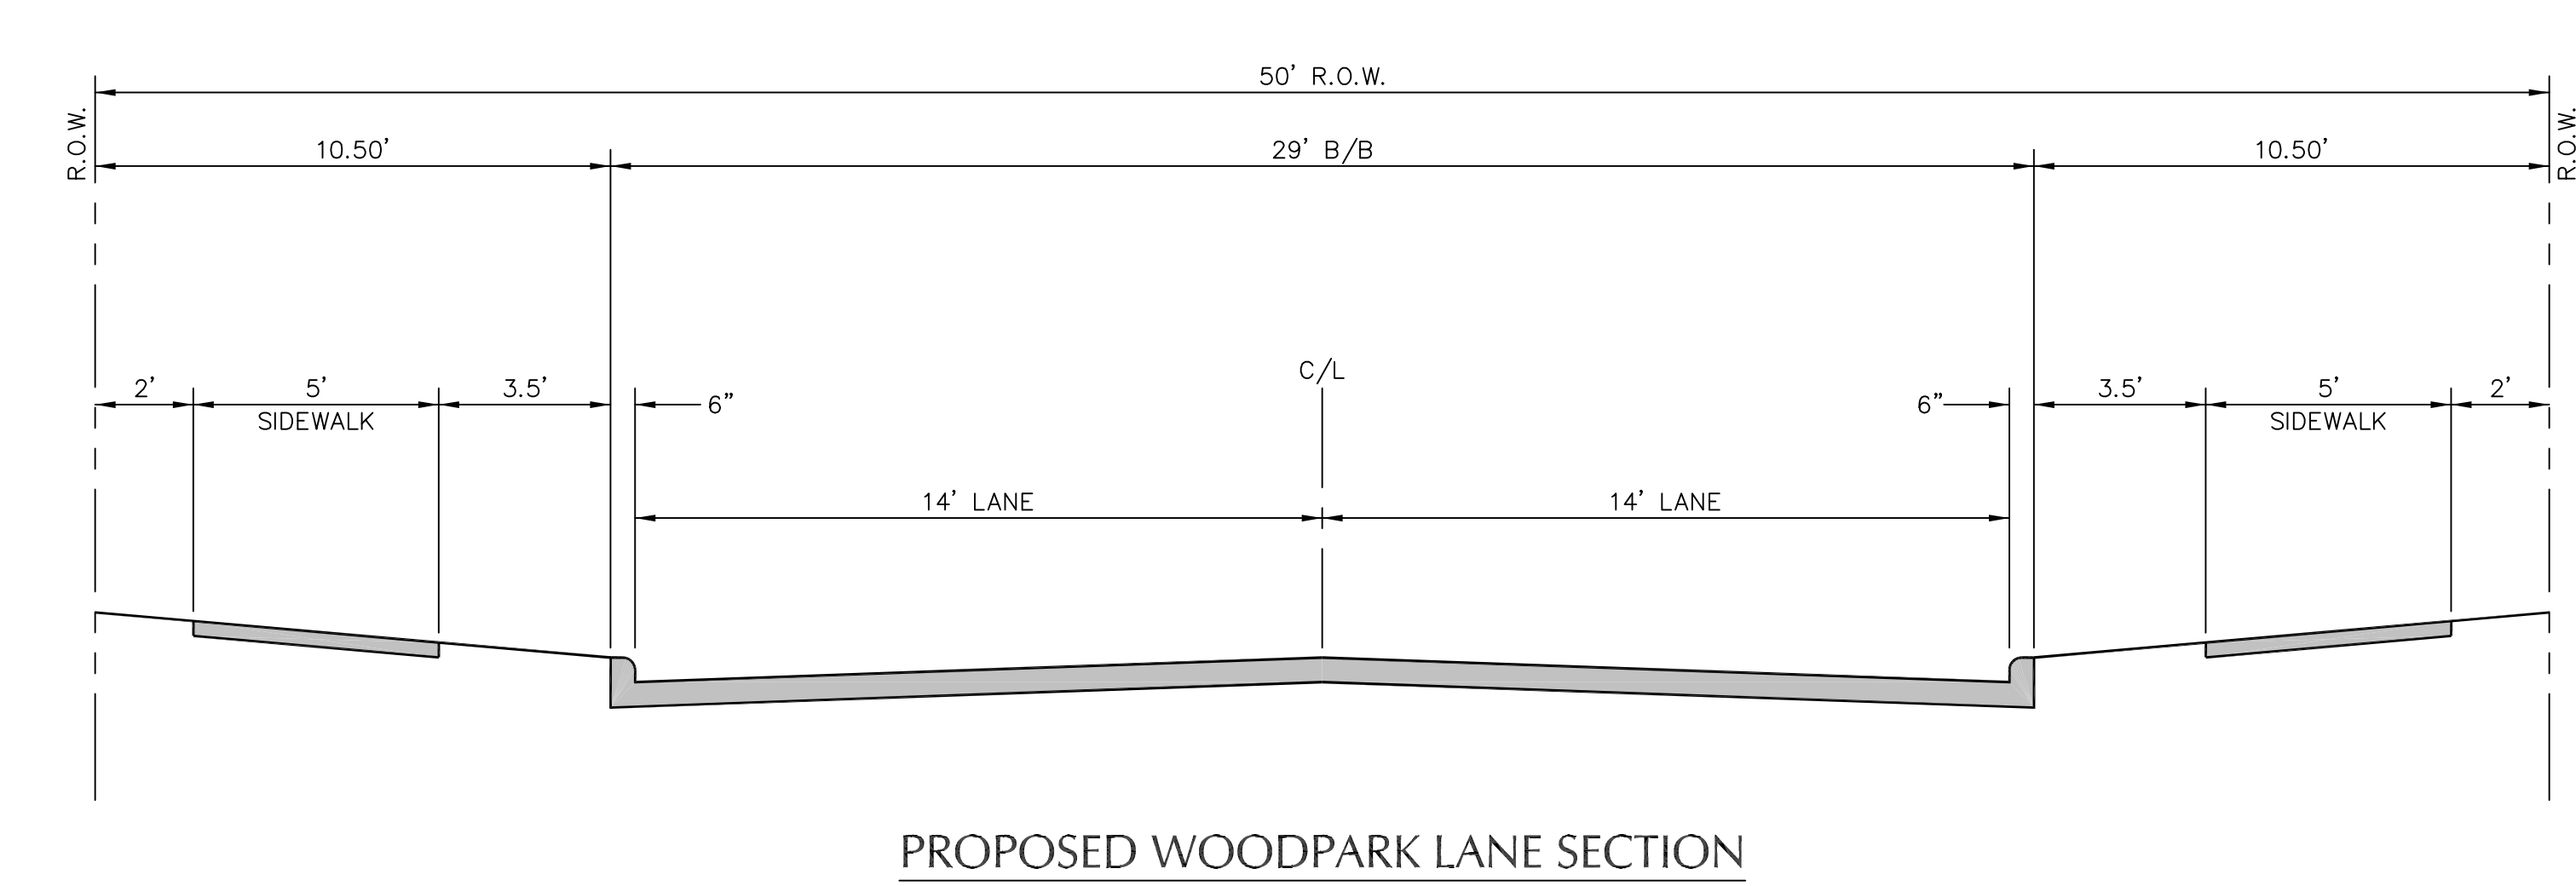 50' R.O.W.
R.O.W.
10.50'
29' B/B
10.50'
R.O.W.
C/L
2'
5'
SIDEWALK
3.5'
6"
6"
3.5'
5'
SIDEWALK
2'
14' LANE
14' LANE
PROPOSED WOODPARK LANE SECTION